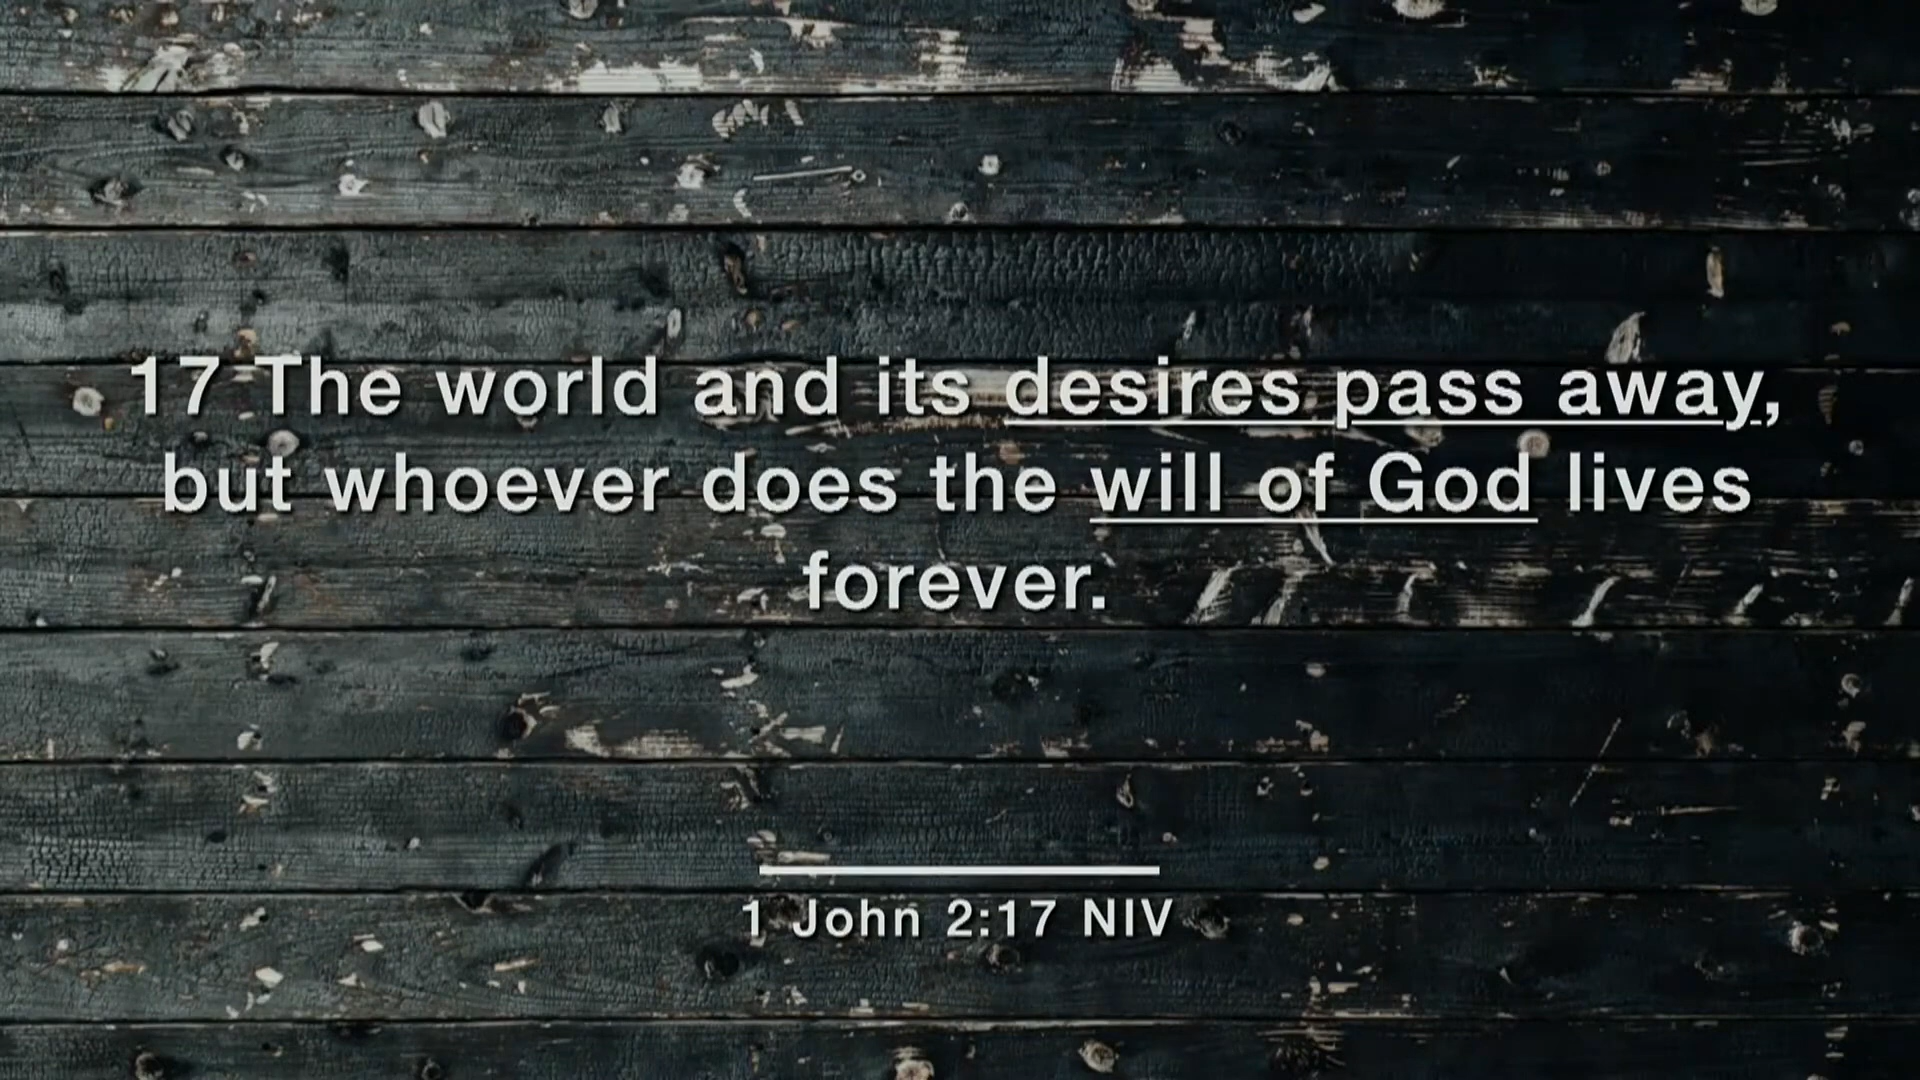 17 The world and its desires pass away,
but whoever does the will of God lives
forever.
1 John 2:17 NIV